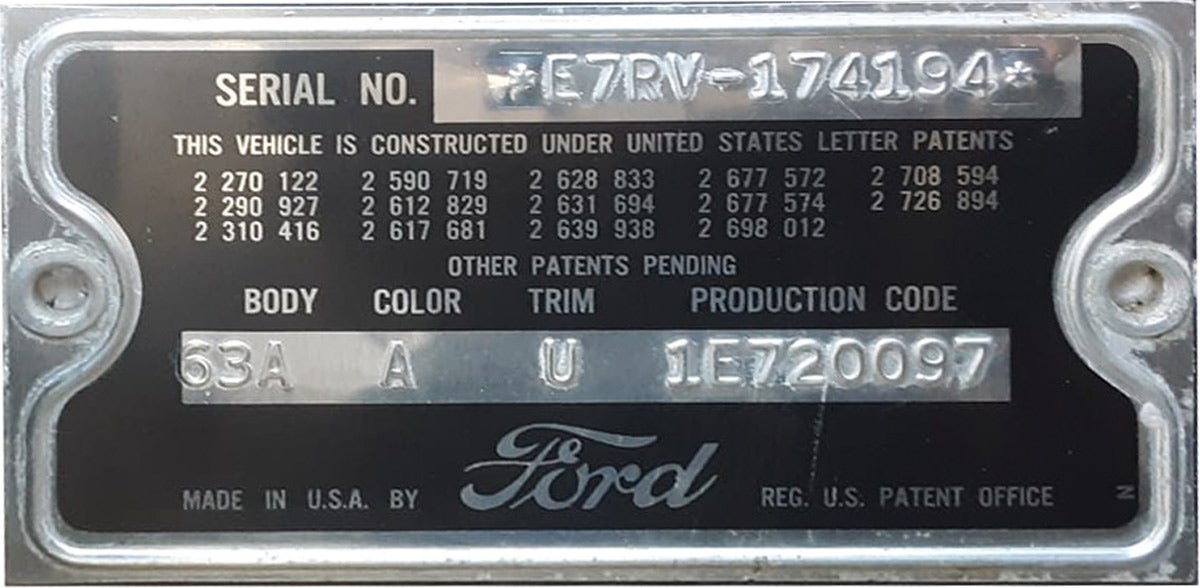 SERIAL NO. *E7RV-174194*
THIS VEHICLE IS CONSTRUCTED UNDER UNITED STATES LETTER PATENTS
2 270 122 2 590 719 2 628 833 2 677 572 2 708 594
2 290 927 2 612 829 2 631 694 2 677 574 2 726 894
2 310 416 2 617 681 2 639 938 2 698 012
OTHER PATENTS PENDING
BODY COLOR TRIM PRODUCTION CODE
63A A U 1E720097
MADE IN U.S.A. BY Ford REG. U.S. PATENT OFFICE
N